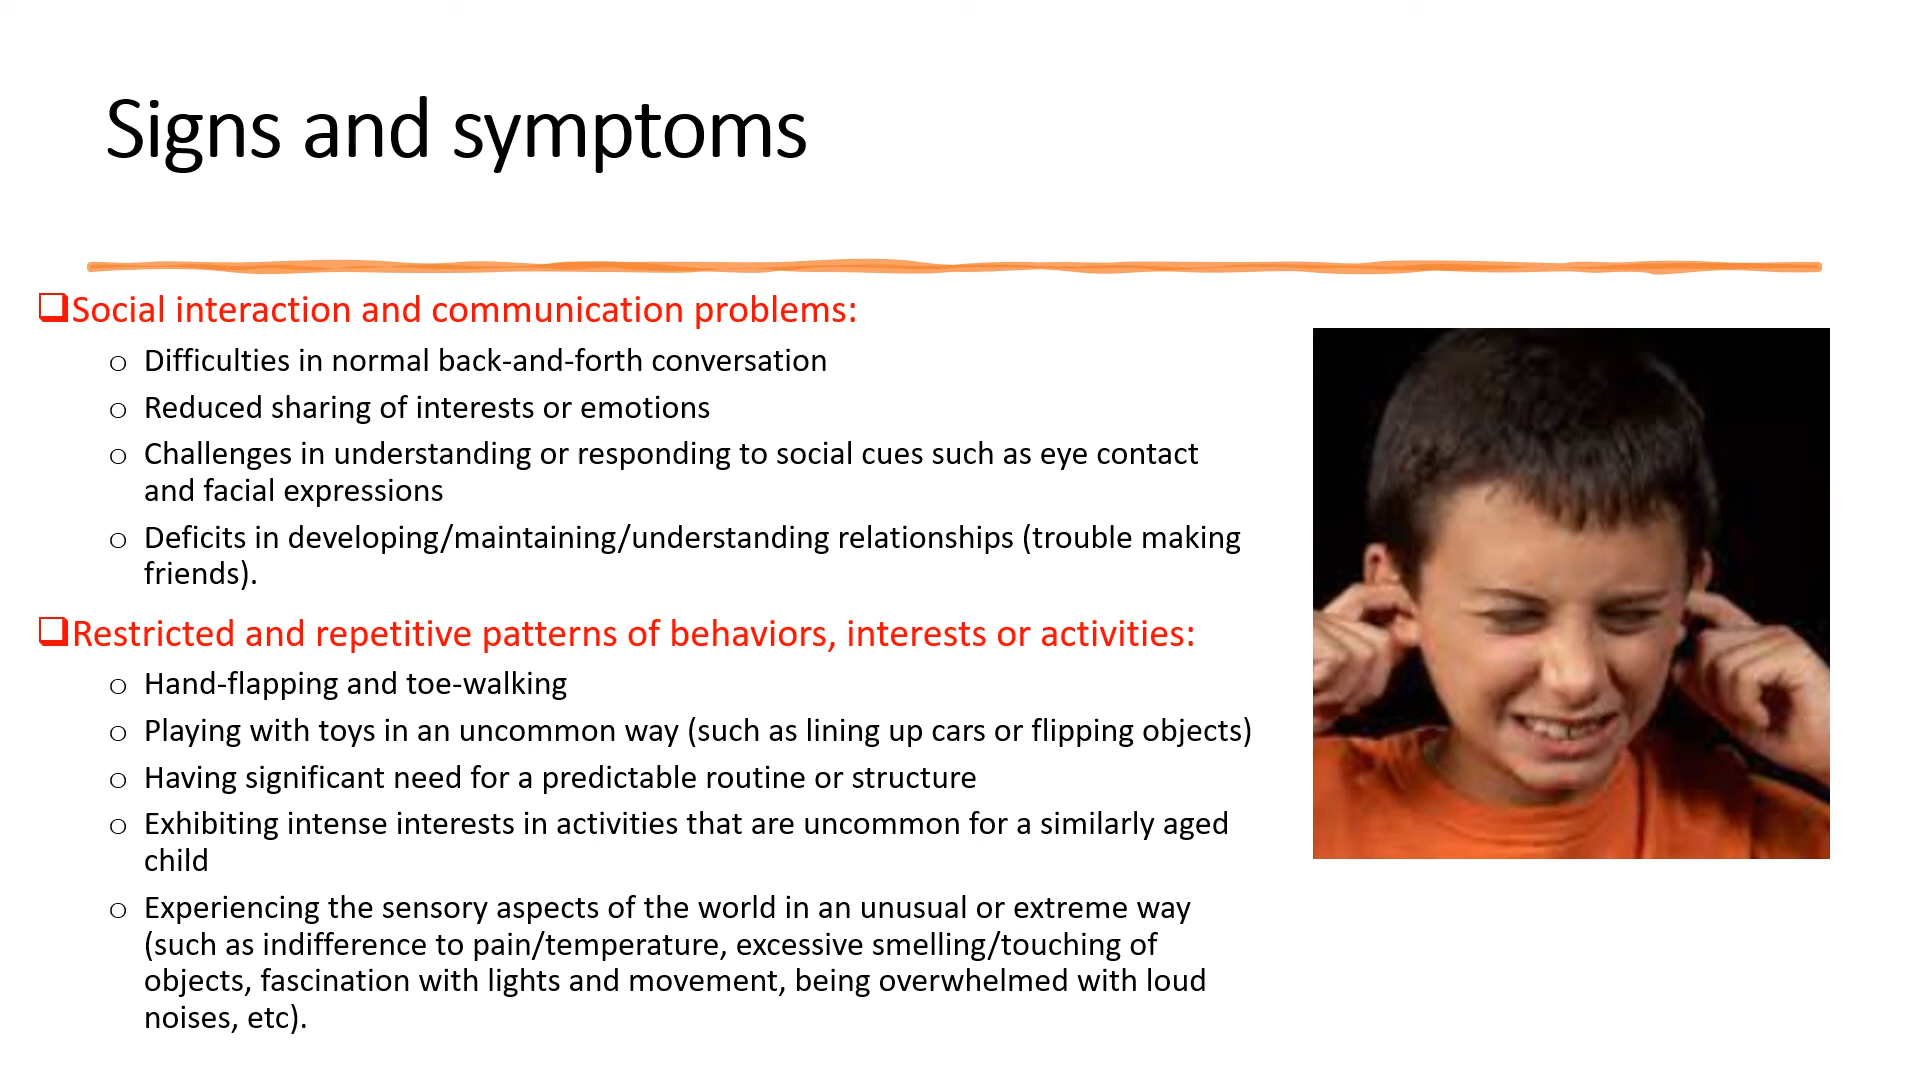 Signs and symptoms
❑Social interaction and communication problems:
o Difficulties in normal back-and-forth conversation
o Reduced sharing of interests or emotions
o Challenges in understanding or responding to social cues such as eye contact
and facial expressions
o Deficits in developing/maintaining/understanding relationships (trouble making
friends).
❑Restricted and repetitive patterns of behaviors, interests or activities:
o Hand-flapping and toe-walking
o Playing with toys in an uncommon way (such as lining up cars or flipping objects)
o Having significant need for a predictable routine or structure
o Exhibiting intense interests in activities that are uncommon for a similarly aged
child
o Experiencing the sensory aspects of the world in an unusual or extreme way
(such as indifference to pain/temperature, excessive smelling/touching of
objects, fascination with lights and movement, being overwhelmed with loud
noises, etc).